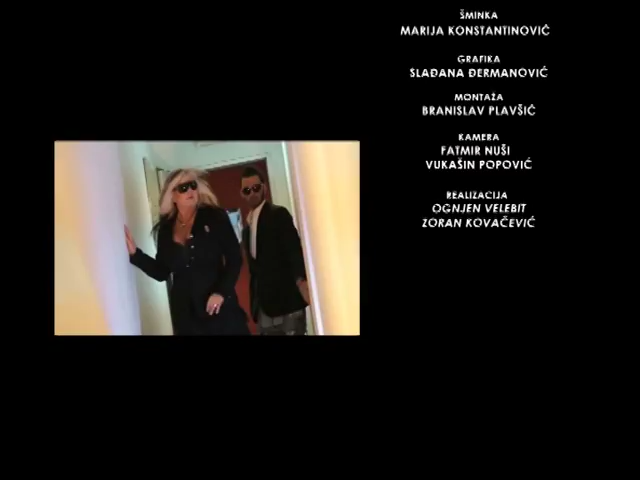 ŠMINKA
MARIJA KONSTANTINOVIĆ
GRAFIKA
SLAĐANA ĐERMANOVIĆ
MONTAŽA
BRANISLAV PLAVŠIĆ
KAMERA
FATMIR NUŠI
VUKAŠIN POPOVIĆ
REALIZACIJA
OGNJEN VELEBIT
ZORAN KOVAČEVIĆ